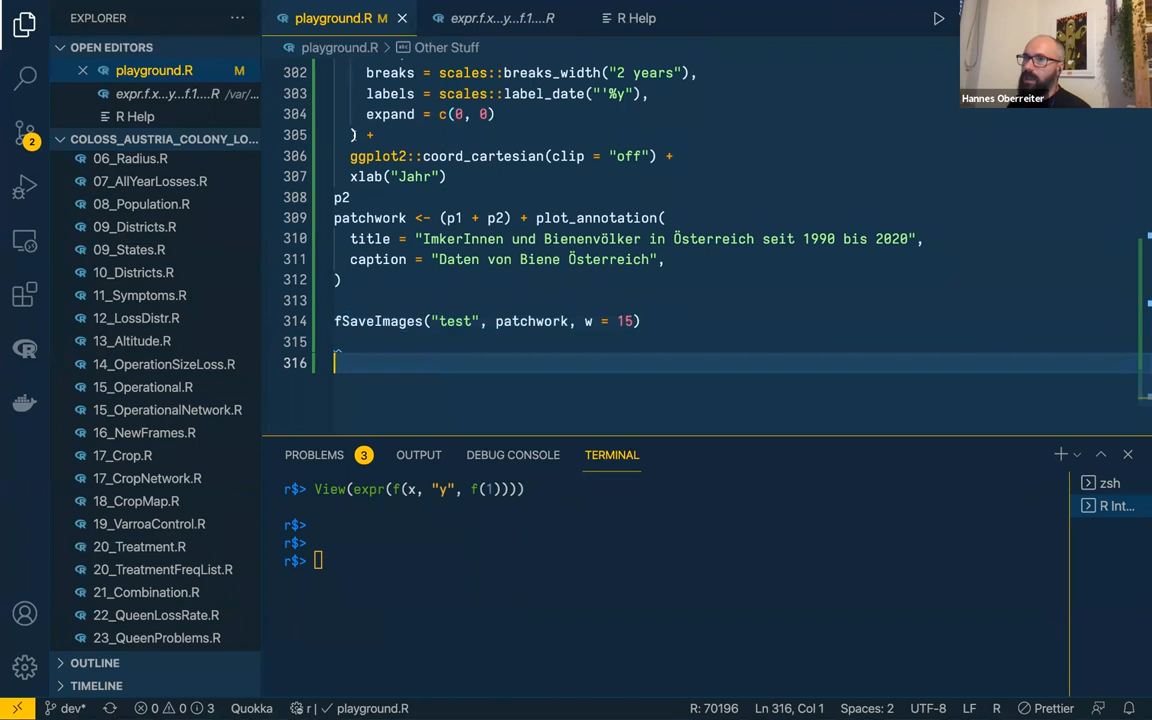 EXPLORER
playground.R M
expr.f.x...y...f....R
R Help
Hannes Oberreiter
OPEN EDITORS
playground.R M
expr.f.x...y...f.1...R /var/...
R Help
COLOSS_AUSTRIA_COLONY_LO...
06_Radius.R
07_AllYearLosses.R
08_Population.R
09_Districts.R
09_States.R
10_Districts.R
11_Symptoms.R
12_LossDistr.R
13_Altitude.R
14_OperationSizeLoss.R
15_Operational.R
15_OperationalNetwork.R
16_NewFrames.R
17_Crop.R
17_CropNetwork.R
18_CropMap.R
19_VarroaControl.R
20_Treatment.R
20_TreatmentFreqList.R
21_Combination.R
22_QueenLossRate.R
23_QueenProblems.R
OUTLINE
TIMELINE
2
playground.R > Other Stuff
302 breaks = scales::breaks_width("2 years"),
303 labels = scales::label_date("'%y"),
304 expand = c(0, 0)
305 ) +
306 ggplot2::coord_cartesian(clip = "off") +
307 xlab("Jahr")
308 p2
309 patchwork <- (p1 + p2) + plot_annotation(
310 title = "ImkerInnen und Bienenvölker in Österreich seit 1990 bis 2020",
311 caption = "Daten von Biene Österreich",
312 )
313
314 fSaveImages("test", patchwork, w = 15)
315
316
PROBLEMS 3 OUTPUT DEBUG CONSOLE TERMINAL
r$> View(expr(f(x, "y", f(1))))
r$>
r$>
r$>
zsh
R Int...
dev* 0 0 3 Quokka r | playground.R R: 70196 Ln 316, Col 1 Spaces: 2 UTF-8 LF R Prettier